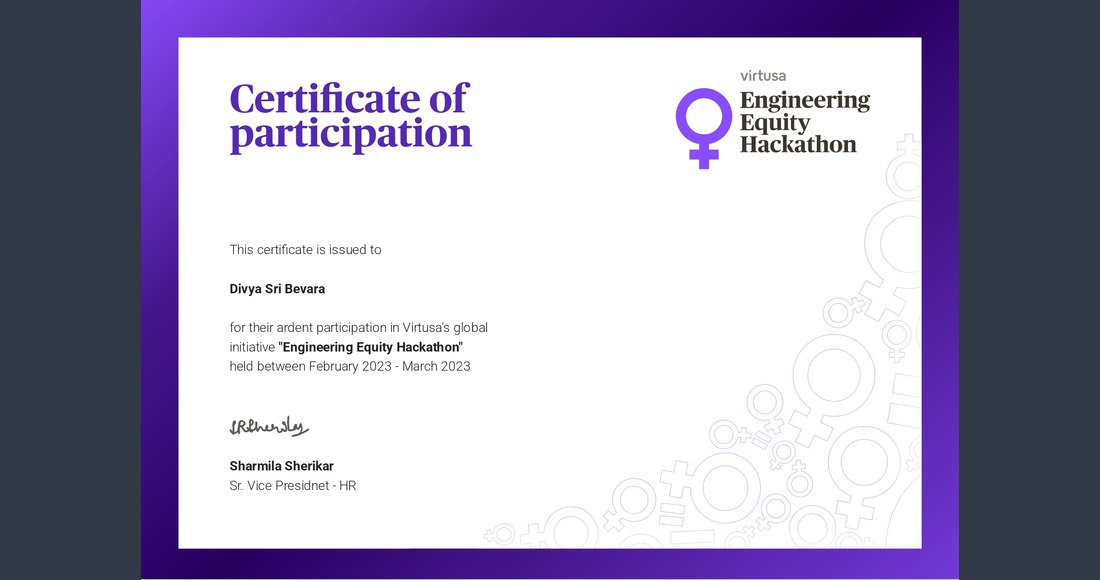 Certificate of
participation
virtusa
Engineering
Equity
Hackathon
This certificate is issued to
Divya Sri Bevara
for their ardent participation in Virtusa's global
initiative "Engineering Equity Hackathon"
held between February 2023 - March 2023
SRSherikar
Sharmila Sherikar
Sr. Vice Presidnet - HR